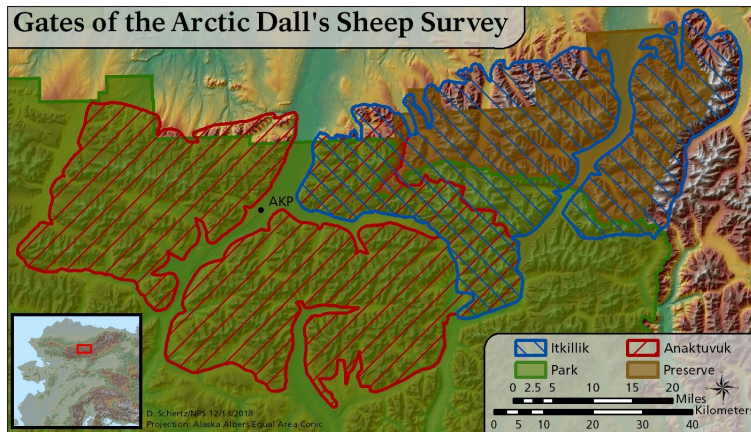 Gates of the Arctic Dall's Sheep Survey
AKP
Itkillik
Anaktuvuk
Park
Preserve
0 2.5 5 10 15 20
Miles
Kilometers
0 5 10 20 30 40
D. Schertz/NPS 12/13/2018
Projection: Alaska Albers Equal Area Conic